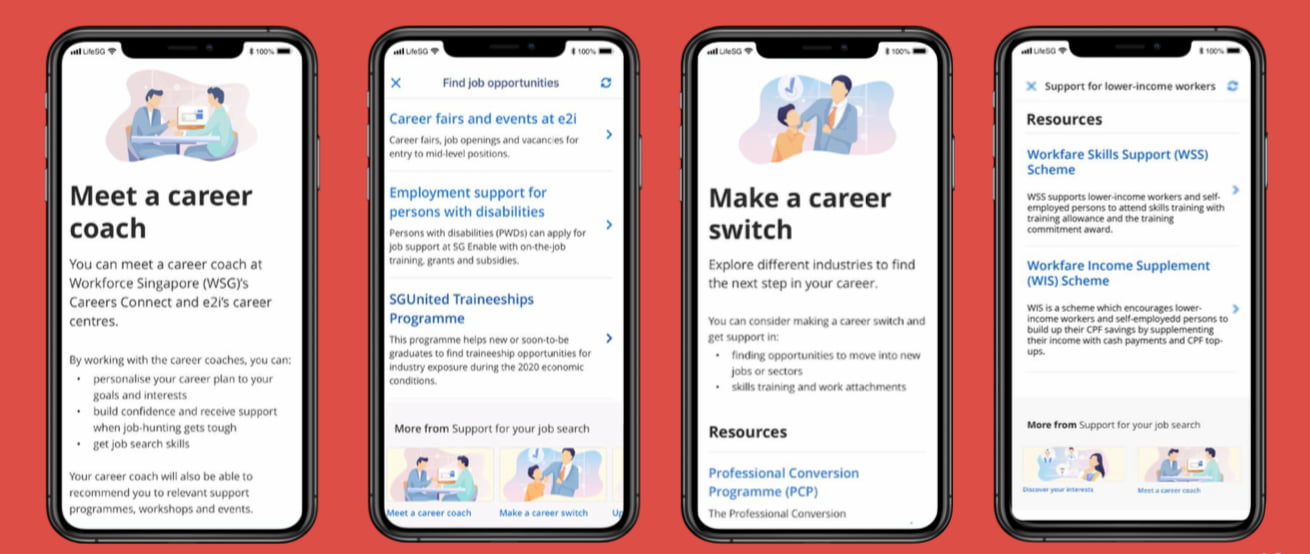 LifeSG 100%
Meet a career
coach
You can meet a career coach at
Workforce Singapore (WSG)'s
Careers Connect and e2i's career
centres.
By working with the career coaches, you can:
• personalise your career plan to your
goals and interests
• build confidence and receive support
when job-hunting gets tough
• get job search skills
Your career coach will also be able to
recommend you to relevant support
programmes, workshops and events.
LifeSG 100%
Find job opportunities
Career fairs and events at e2i
Career fairs, job openings and vacancies for
entry to mid-level positions.
Employment support for
persons with disabilities
Persons with disabilities (PWDs) can apply for
job support at SG Enable with on-the-job
training, grants and subsidies.
SGUnited Traineeships
Programme
This programme helps new or soon-to-be
graduates to find traineeship opportunities for
industry exposure during the 2020 economic
conditions.
More from Support for your job search
Meet a career coach Make a career switch Up
LifeSG 100%
Make a career
switch
Explore different industries to find
the next step in your career.
You can consider making a career switch and
get support in:
• finding opportunities to move into new
jobs or sectors
• skills training and work attachments
Resources
Professional Conversion
Programme (PCP)
The Professional Conversion
LifeSG 100%
Support for lower-income workers
Resources
Workfare Skills Support (WSS)
Scheme
WSS supports lower-income workers and self-
employed persons to attend skills training with
training allowance and the training
commitment award.
Workfare Income Supplement
(WIS) Scheme
WIS is a scheme which encourages lower-
income workers and self-employedd persons to
build up their CPF savings by supplementing
their income with cash payments and CPF top-
ups.
More from Support for your job search
Discover your interests Meet a career coach